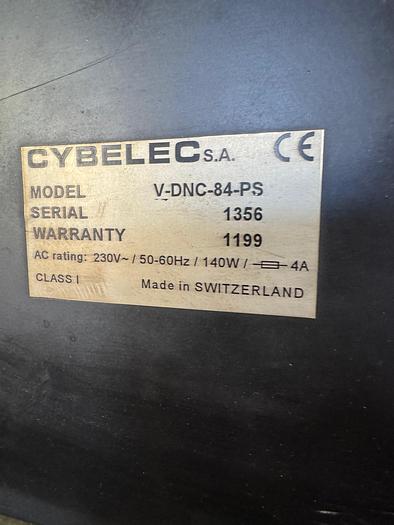 CYBELEC S.A. CE
MODEL V-DNC-84-PS
SERIAL 1356
WARRANTY 1199
AC rating: 230V~ / 50-60Hz / 140W / 4A
CLASS I Made in SWITZERLAND